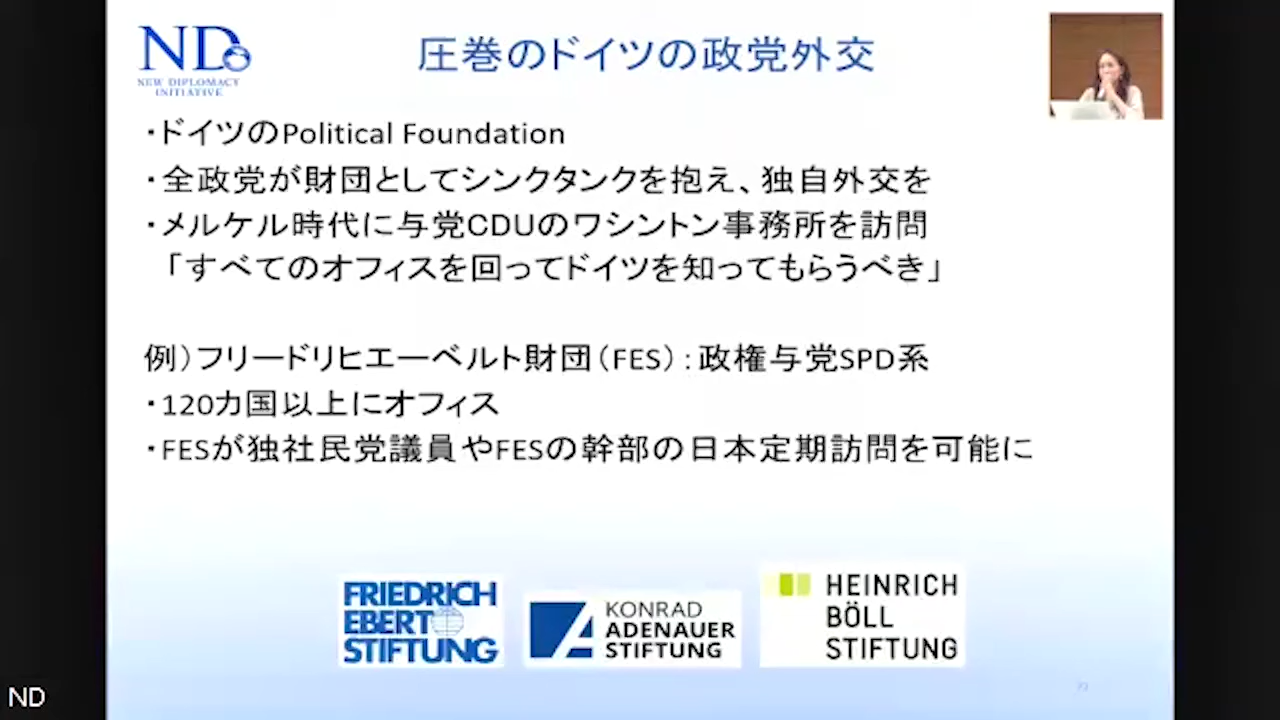 ND
NEW DIPLOMACY
INITIATIVE
圧巻のドイツの政党外交
・ドイツのPolitical Foundation
・全政党が財団としてシンクタンクを抱え、独自外交を
・メルケル時代に与党CDUのワシントン事務所を訪問
「すべてのオフィスを回ってドイツを知ってもらうべき」
例）フリードリヒエーベルト財団（FES）：政権与党SPD系
・120カ国以上にオフィス
・FESが独社民党議員やFESの幹部の日本定期訪問を可能に
FRIEDRICH
EBERT
STIFTUNG
KONRAD
ADENAUER
STIFTUNG
HEINRICH
BÖLL
STIFTUNG
ND